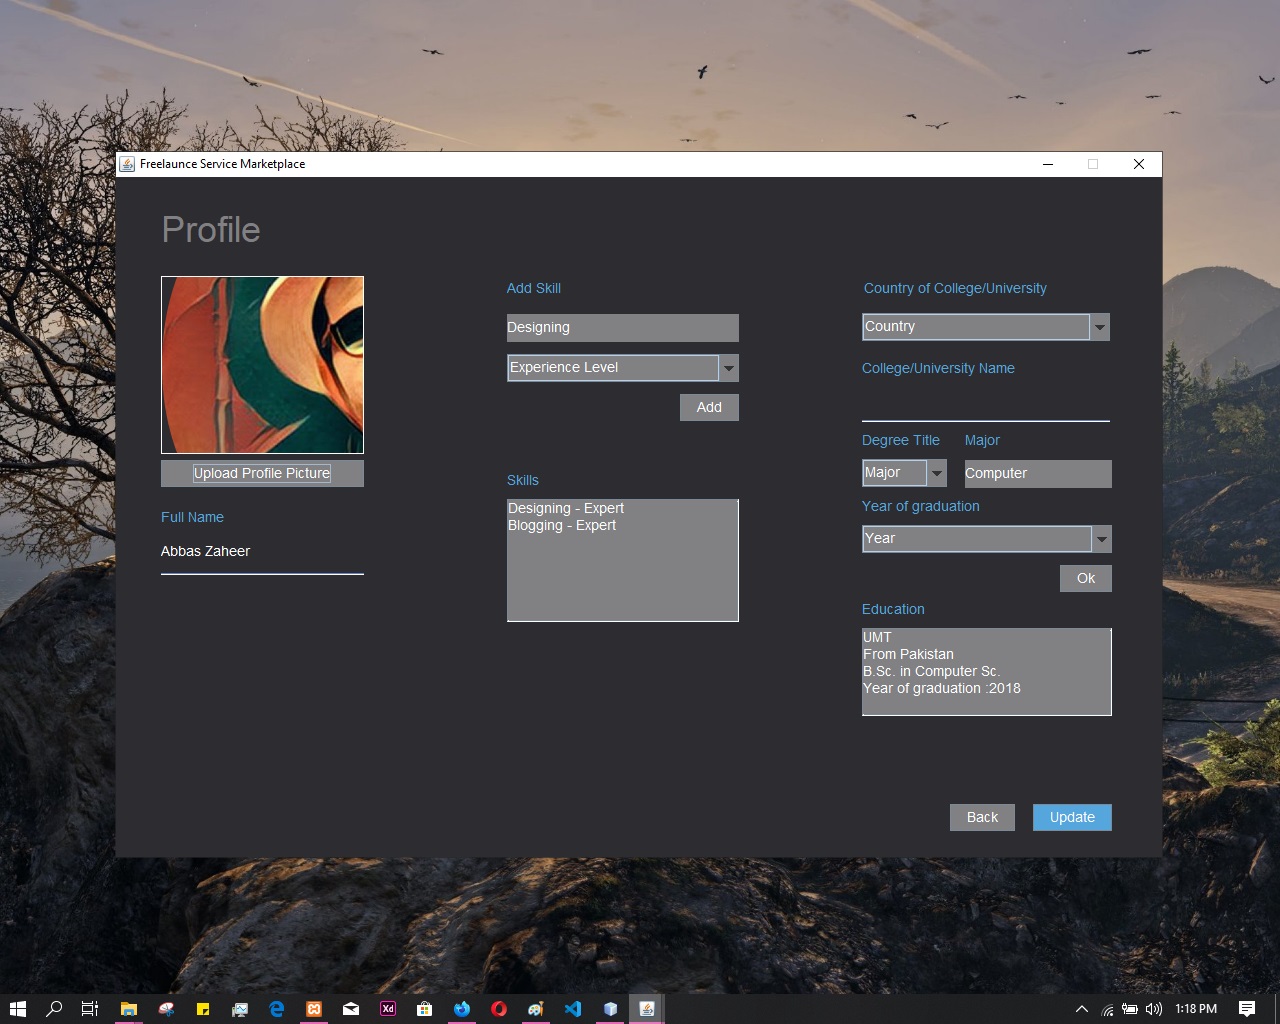 Freelaunce Service Marketplace
Profile
Upload Profile Picture
Full Name
Abbas Zaheer
Add Skill
Designing
Experience Level
Add
Skills
Designing - Expert
Blogging - Expert
Country of College/University
Country
College/University Name
Degree Title
Major
Major
Computer
Year of graduation
Year
Ok
Education
UMT
From Pakistan
B.Sc. in Computer Sc.
Year of graduation :2018
Back
Update
Xd
1:18 PM